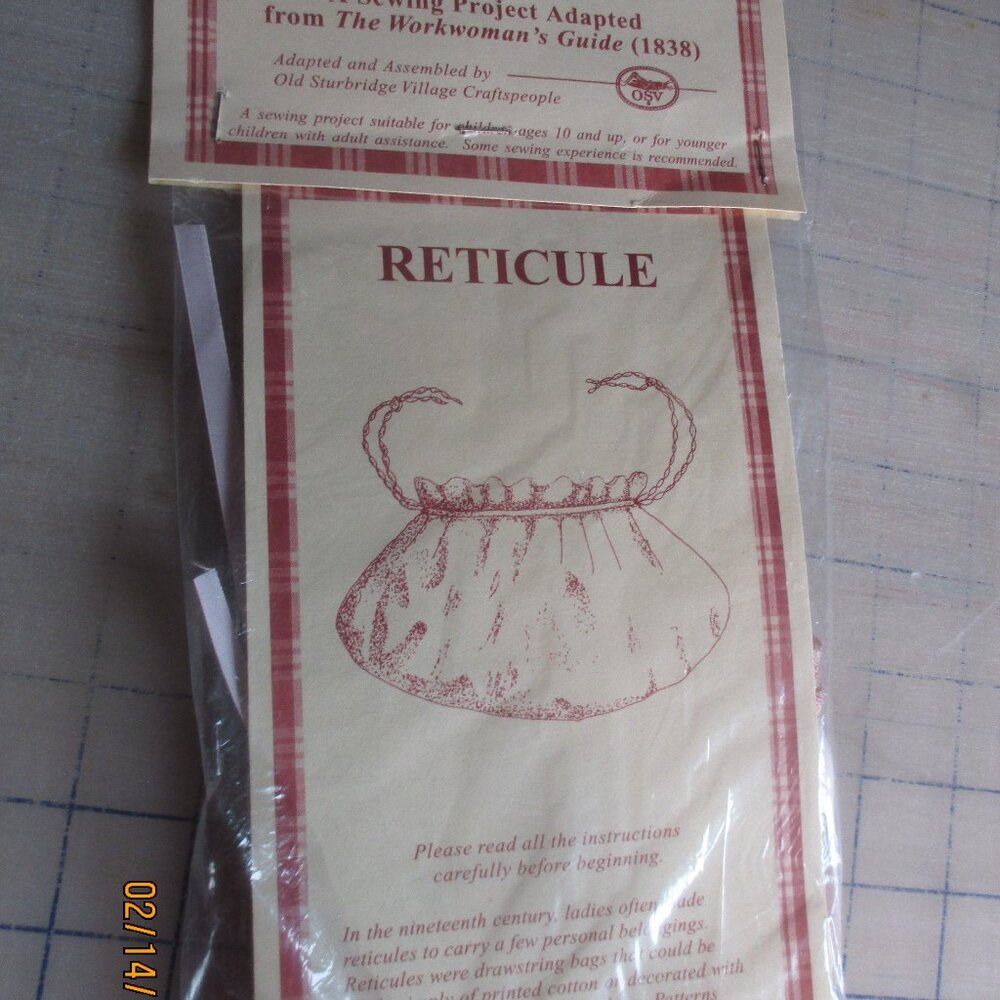 A Sewing Project Adapted
from The Workwoman's Guide (1838)
Adapted and Assembled by
Old Sturbridge Village Craftspeople
OSV
A sewing project suitable for children ages 10 and up, or for younger
children with adult assistance. Some sewing experience is recommended.
RETICULE
Please read all the instructions
carefully before beginning.
In the nineteenth century, ladies often made
reticules to carry a few personal belongings.
Reticules were drawstring bags that could be
of printed cotton or decorated with
Patterns
02/14/